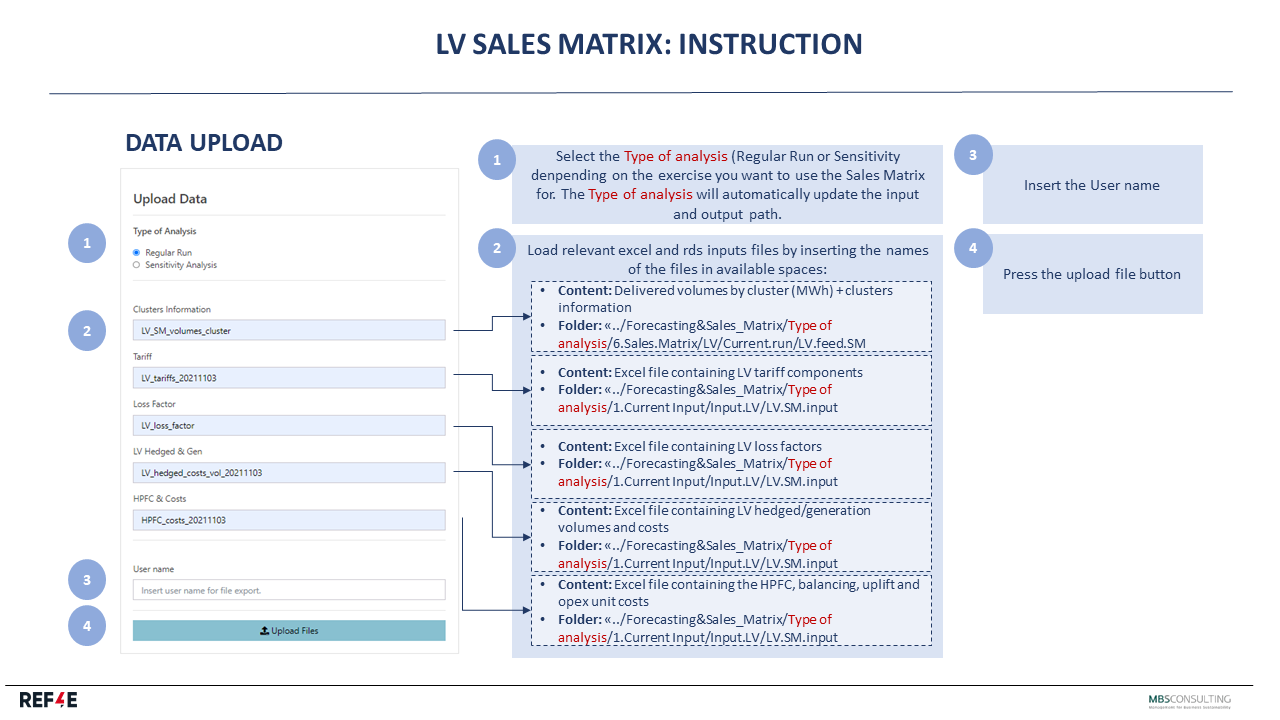 LV SALES MATRIX: INSTRUCTION
DATA UPLOAD
Upload Data
Type of Analysis
Regular Run
Sensitivity Analysis
Clusters Information
LV_SM_volumes_cluster
Tariff
LV_tariffs_20211103
Loss Factor
LV_loss_factor
LV Hedged & Gen
LV_hedged_costs_vol_20211103
HPFC & Costs
HPFC_costs_20211103
User name
Insert user name for file export.
Upload Files
1
2
3
4
1
Select the Type of analysis (Regular Run or Sensitivity
denpending on the exercise you want to use the Sales Matrix
for. The Type of analysis will automatically update the input
and output path.
2
Load relevant excel and rds inputs files by inserting the names
of the files in available spaces:
• Content: Delivered volumes by cluster (MWh) + clusters
information
• Folder: «../Forecasting&Sales_Matrix/Type of
analysis/6.Sales.Matrix/LV/Current.run/LV.feed.SM
• Content: Excel file containing LV tariff components
• Folder: «../Forecasting&Sales_Matrix/Type of
analysis/1.Current Input/Input.LV/LV.SM.input
• Content: Excel file containing LV loss factors
• Folder: «../Forecasting&Sales_Matrix/Type of
analysis/1.Current Input/Input.LV/LV.SM.input
• Content: Excel file containing LV hedged/generation
volumes and costs
• Folder: «../Forecasting&Sales_Matrix/Type of
analysis/1.Current Input/Input.LV/LV.SM.input
• Content: Excel file containing the HPFC, balancing, uplift and
opex unit costs
• Folder: «../Forecasting&Sales_Matrix/Type of
analysis/1.Current Input/Input.LV/LV.SM.input
3
Insert the User name
4
Press the upload file button
REF4E
MBSCONSULTING